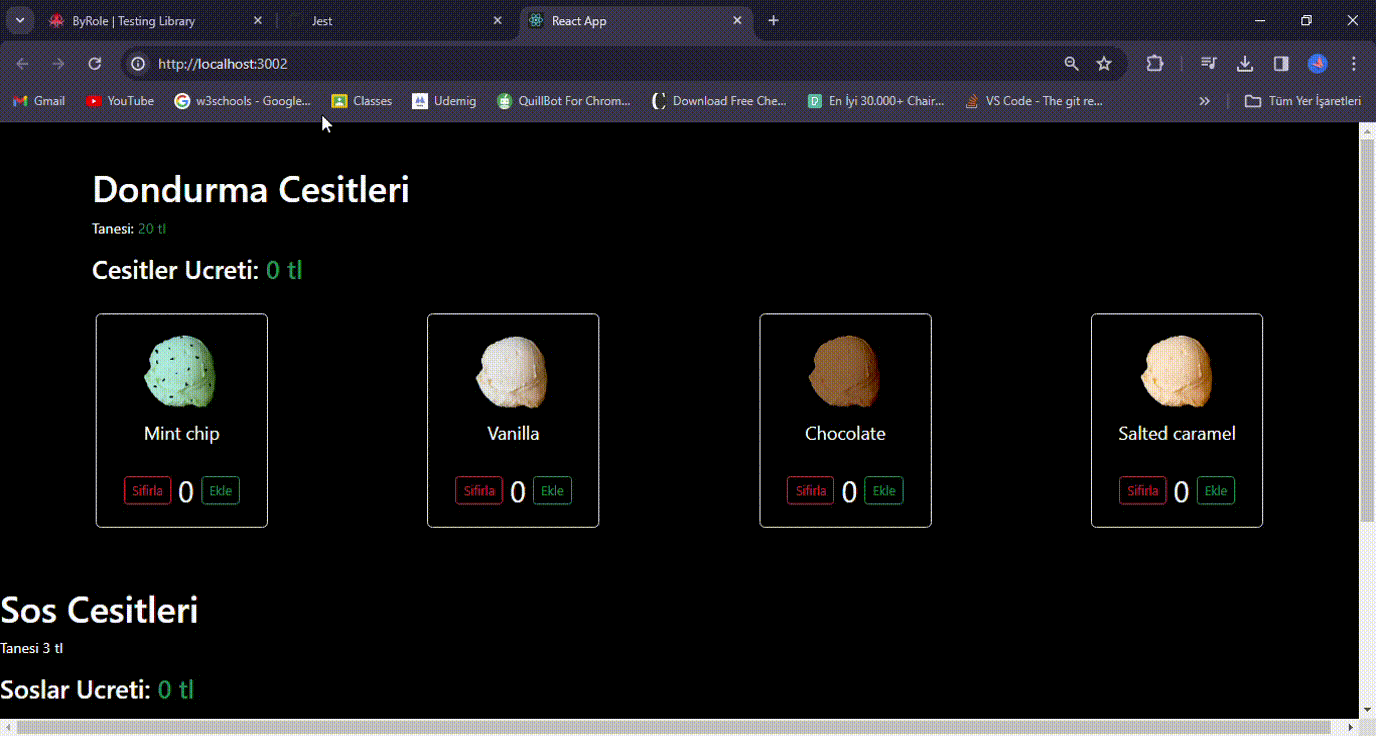 ByRole | Testing Library
Jest
React App
http://localhost:3002
Gmail
YouTube
w3schools - Google...
Classes
Udemig
QuillBot For Chrom...
Download Free Che...
En İyi 30.000+ Chair...
VS Code - The git re...
Tüm Yer İşaretleri
Dondurma Cesitleri
Tanesi: 20 tl
Cesitler Ucreti: 0 tl
Mint chip
Vanilla
Chocolate
Salted caramel
Sifirla 0 Ekle
Sifirla 0 Ekle
Sifirla 0 Ekle
Sifirla 0 Ekle
Sos Cesitleri
Tanesi 3 tl
Soslar Ucreti: 0 tl